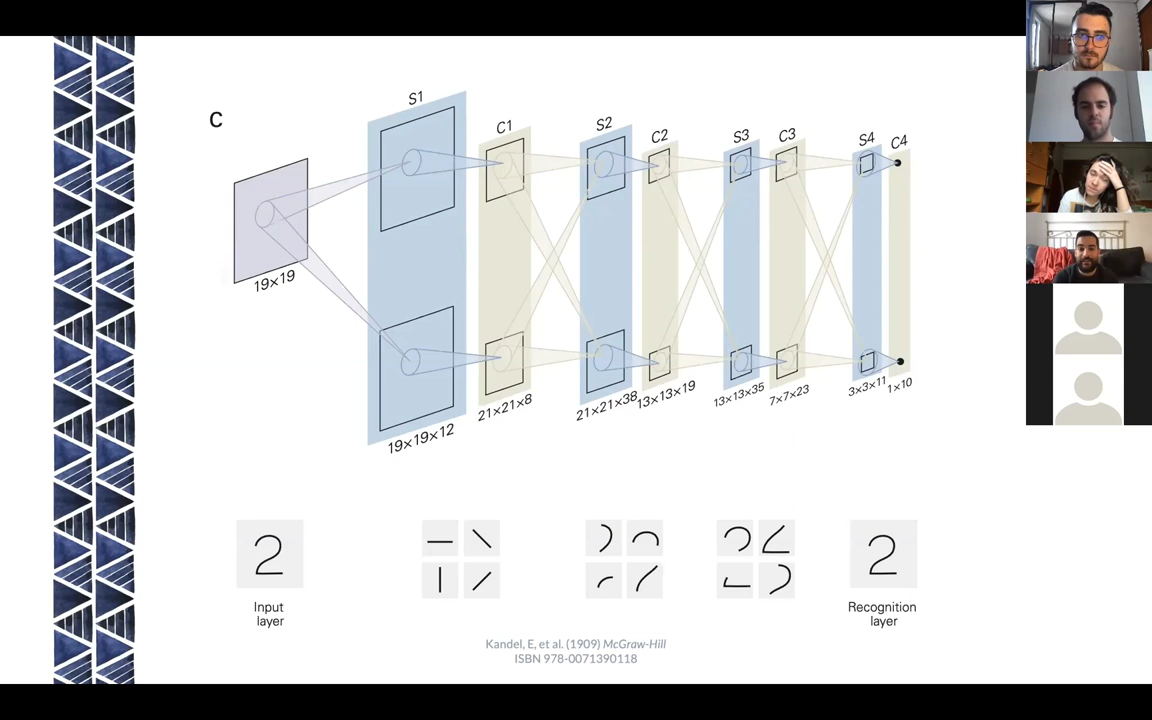 C
S1
C1
S2
C2
S3
C3
S4
C4
19×19
19×19×12
21×21×8
21×21×38
13×13×19
13×13×35
7×7×23
3×3×11
1×10
2
2
Input
layer
Recognition
layer
Kandel, E, et al. (1909) McGraw-Hill
ISBN 978-0071390118